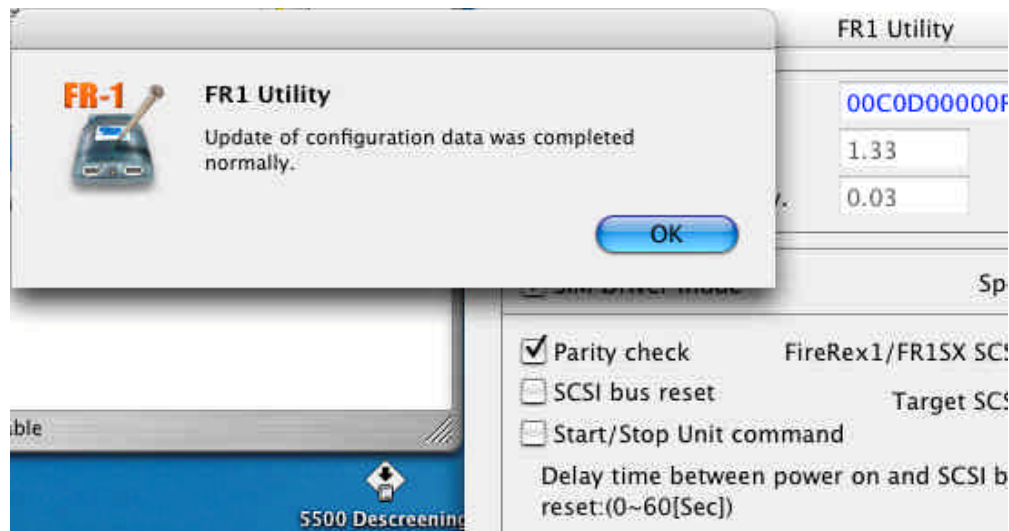 FR1 Utility
FR-1
FR1 Utility
Update of configuration data was completed
normally.
OK
00C0D00000F
1.33
0.03
Sp
Parity check
FireRex1/FR1SX SCS
SCSI bus reset
Target SCS
Start/Stop Unit command
Delay time between power on and SCSI b
reset:(0~60[Sec])
ble
5500 Descreening